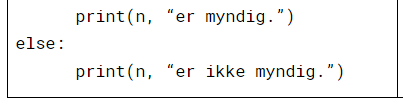 print(n, “er myndig.”)
else:
print(n, “er ikke myndig.”)